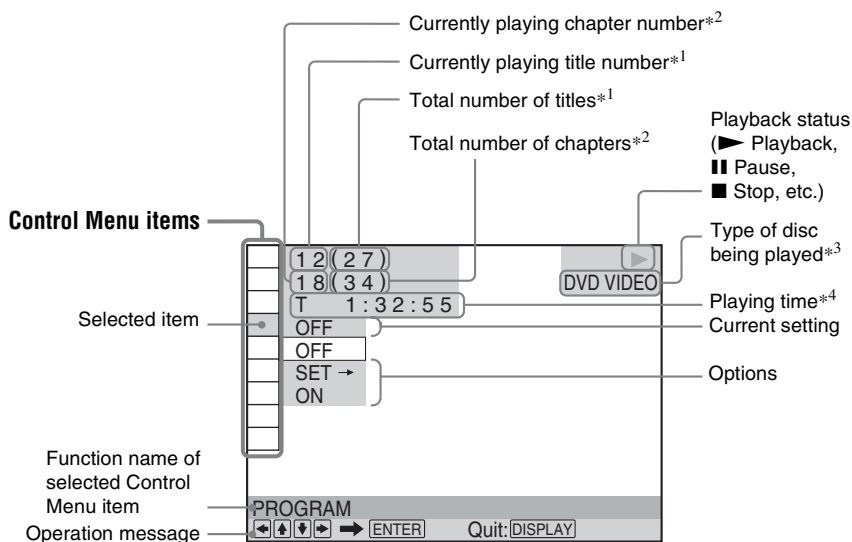 Currently playing chapter number*2
Currently playing title number*1
Total number of titles*1
Total number of chapters*2
Playback status
(► Playback,
❚❚ Pause,
■ Stop, etc.)
Control Menu items
Type of disc
being played*3
12(27)
18(34)
DVD VIDEO
T 1:32:55
Playing time*4
Selected item
OFF
Current setting
OFF
SET →
ON
Options
Function name of
selected Control
Menu item
PROGRAM
Operation message
←↑↓→ ➡ ENTER Quit: DISPLAY